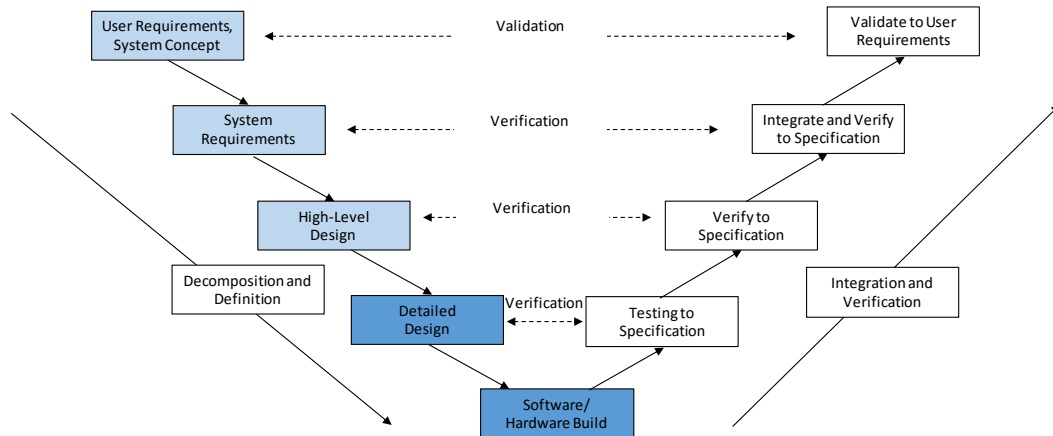 User Requirements,
System Concept
Validation
Validate to User
Requirements
System
Requirements
Verification
Integrate and Verify
to Specification
High-Level
Design
Verification
Verify to
Specification
Decomposition and
Definition
Integration and
Verification
Detailed
Design
Verification
Testing to
Specification
Software/
Hardware Build